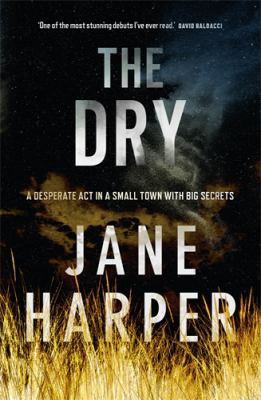 'One of the most stunning debuts I've ever read.' DAVID BALDACCI
THE
DRY
A DESPERATE ACT IN A SMALL TOWN WITH BIG SECRETS
JANE
HARPER